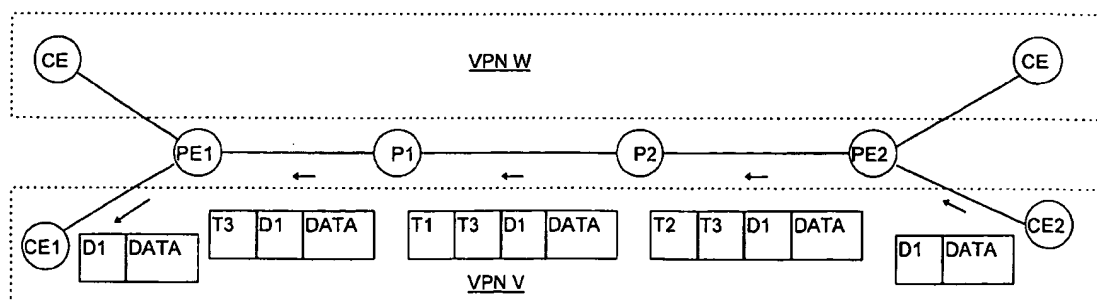 CE VPN W CE
PE1 P1 P2 PE2
CE1 D1 DATA T3 D1 DATA T1 T3 D1 DATA T2 T3 D1 DATA D1 DATA CE2
VPN V